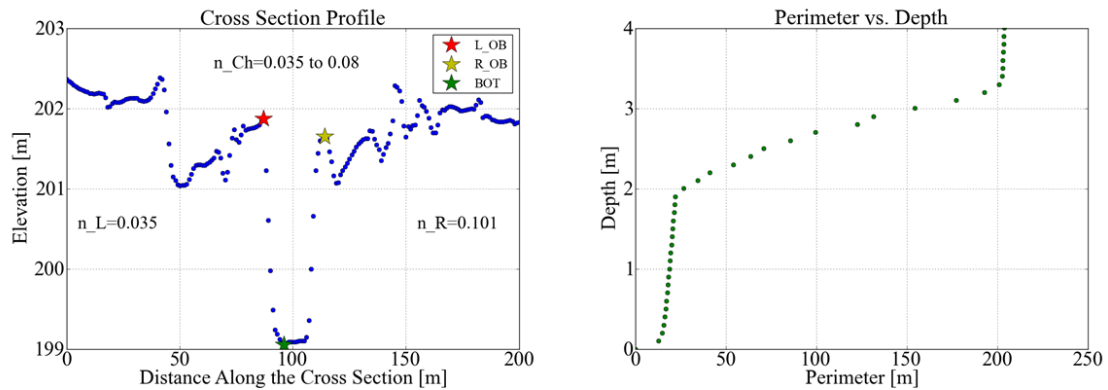 Cross Section Profile
203
202
201
200
199
Elevation [m]
n_Ch=0.035 to 0.08
L_OB
R_OB
BOT
n_L=0.035
n_R=0.101
0
50
100
150
200
Distance Along the Cross Section [m]
Perimeter vs. Depth
4
3
2
1
0
Depth [m]
0
50
100
150
200
250
Perimeter [m]